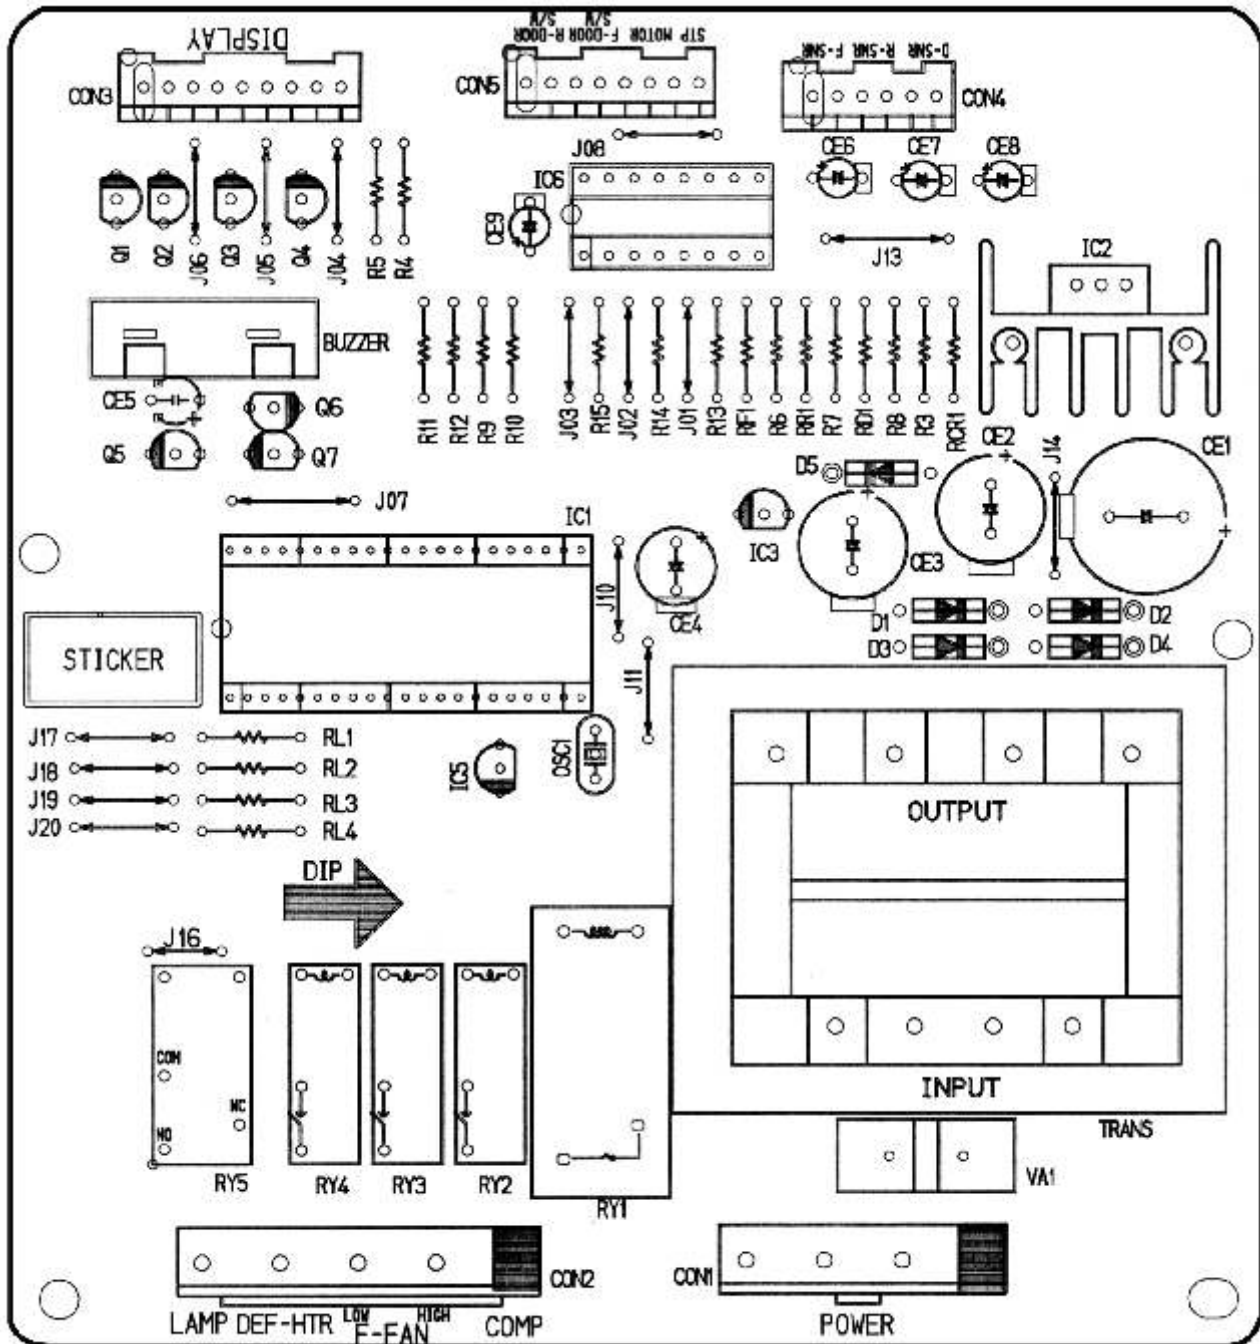 DISPLAY
R-DOOR S/W
F-DOOR S/W
STP MOTOR
F-SNR
R-SNR
D-SNR
CON3
CON5
CON4
J08
CE6
CE7
CE8
IC6
CE9
Q1
Q2
J06
Q3
J05
Q4
J04
R5
R4
J13
IC2
BUZZER
CE5
Q6
Q5
Q7
R11
R12
R9
R10
J03
R15
J02
R14
J01
R13
RF1
R6
RR1
R7
RD1
R8
R3
RCR1
CE2
J14
CE1
D5
J07
IC1
IC3
CE3
J10
CE4
D1
D2
D3
D4
STICKER
J11
J17
RL1
J18
RL2
J19
RL3
J20
RL4
IC5
OSC1
OUTPUT
DIP
J16
COM
NC
NO
INPUT
TRANS
RY5
RY4
RY3
RY2
RY1
VA1
CON2
CON1
LAMP DEF-HTR LOW HIGH COMP
F-FAN
POWER